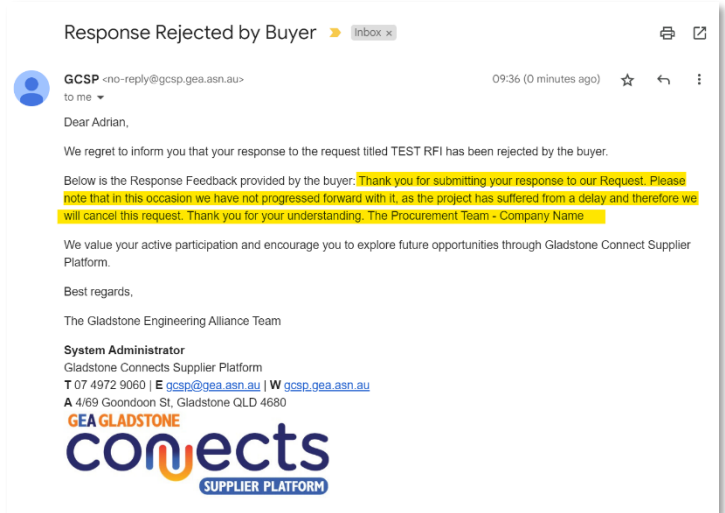 Response Rejected by Buyer Inbox ×
GCSP <no-reply@gcsp.gea.asn.au> 09:36 (0 minutes ago)
to me
Dear Adrian,
We regret to inform you that your response to the request titled TEST RFI has been rejected by the buyer.
Below is the Response Feedback provided by the buyer: Thank you for submitting your response to our Request. Please
note that in this occasion we have not progressed forward with it, as the project has suffered from a delay and therefore we
will cancel this request. Thank you for your understanding. The Procurement Team - Company Name
We value your active participation and encourage you to explore future opportunities through Gladstone Connect Supplier
Platform.
Best regards,
The Gladstone Engineering Alliance Team
System Administrator
Gladstone Connects Supplier Platform
T 07 4972 9060 | E gcsp@gea.asn.au | W gcsp.gea.asn.au
A 4/69 Goondoon St, Gladstone QLD 4680
GEA GLADSTONE
connects
SUPPLIER PLATFORM